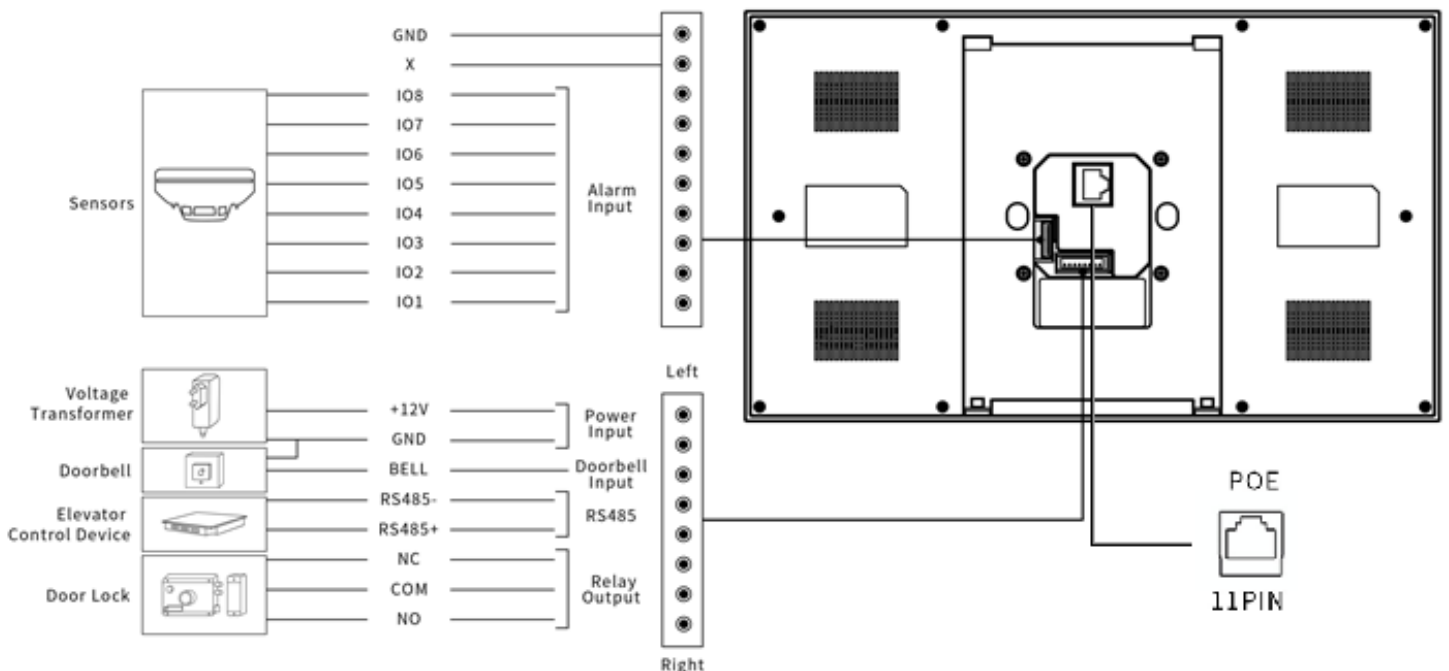 GND
X
IO8
IO7
IO6
IO5
IO4
IO3
IO2
IO1
Sensors
Alarm
Input
Left
Voltage
Transformer
+12V
GND
Power
Input
Doorbell
BELL
Doorbell
Input
Elevator
Control Device
RS485-
RS485+
RS485
Door Lock
NC
COM
NO
Relay
Output
Right
POE
11PIN